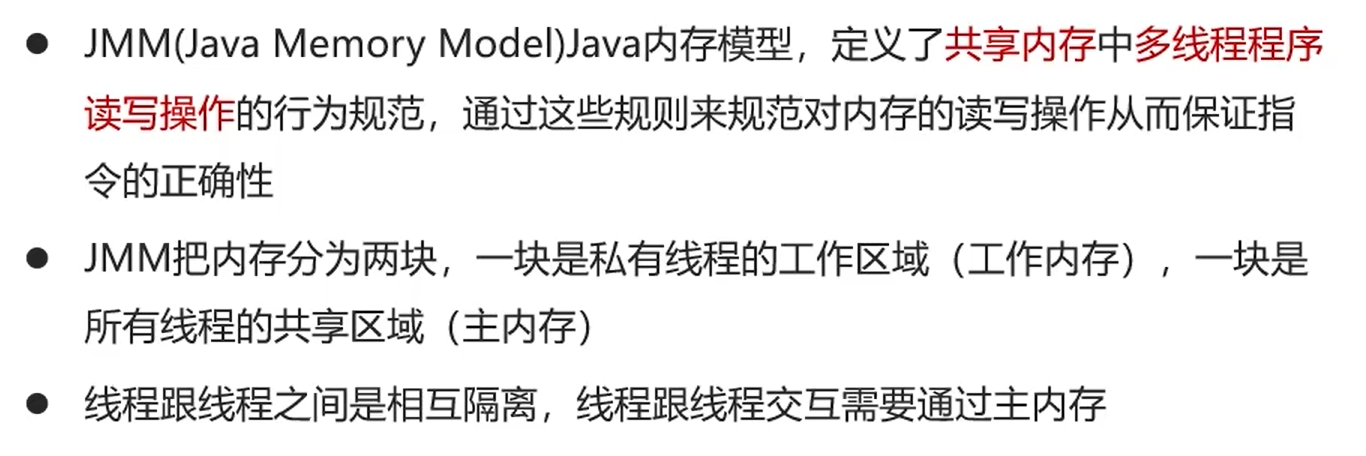 ● JMM(Java Memory Model)Java内存模型，定义了共享内存中多线程程序
读写操作的行为规范，通过这些规则来规范对内存的读写操作从而保证指
令的正确性
● JMM把内存分为两块，一块是私有线程的工作区域（工作内存），一块是
所有线程的共享区域（主内存）
● 线程跟线程之间是相互隔离，线程跟线程交互需要通过主内存